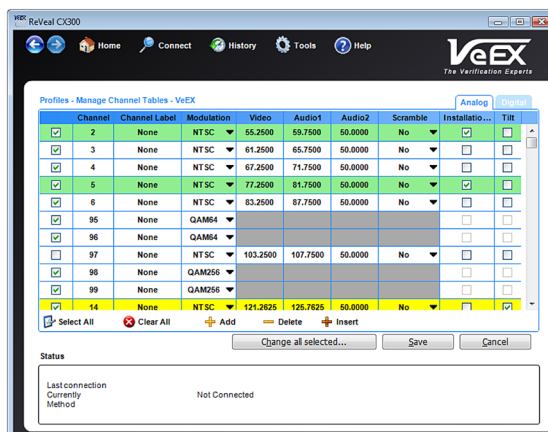 VeEX ReVeal CX300
Home Connect History Tools Help
VeEX
The Verification Experts
Profiles - Manage Channel Tables - VeEX Analog Digital
Channel Channel Label Modulation Video Audio1 Audio2 Scramble Installatio... Tilt
2 None NTSC 55.2500 59.7500 50.0000 No
3 None NTSC 61.2500 65.7500 50.0000 No
4 None NTSC 67.2500 71.7500 50.0000 No
5 None NTSC 77.2500 81.7500 50.0000 No
6 None NTSC 83.2500 87.7500 50.0000 No
95 None QAM64
96 None QAM64
97 None NTSC 103.2500 107.7500 50.0000 No
98 None QAM256
99 None QAM256
14 None NTSC 121.2625 125.7625 50.0000 No
Select All Clear All Add Delete Insert
Change all selected... Save Cancel
Status
Last connection
Currently Not Connected
Method